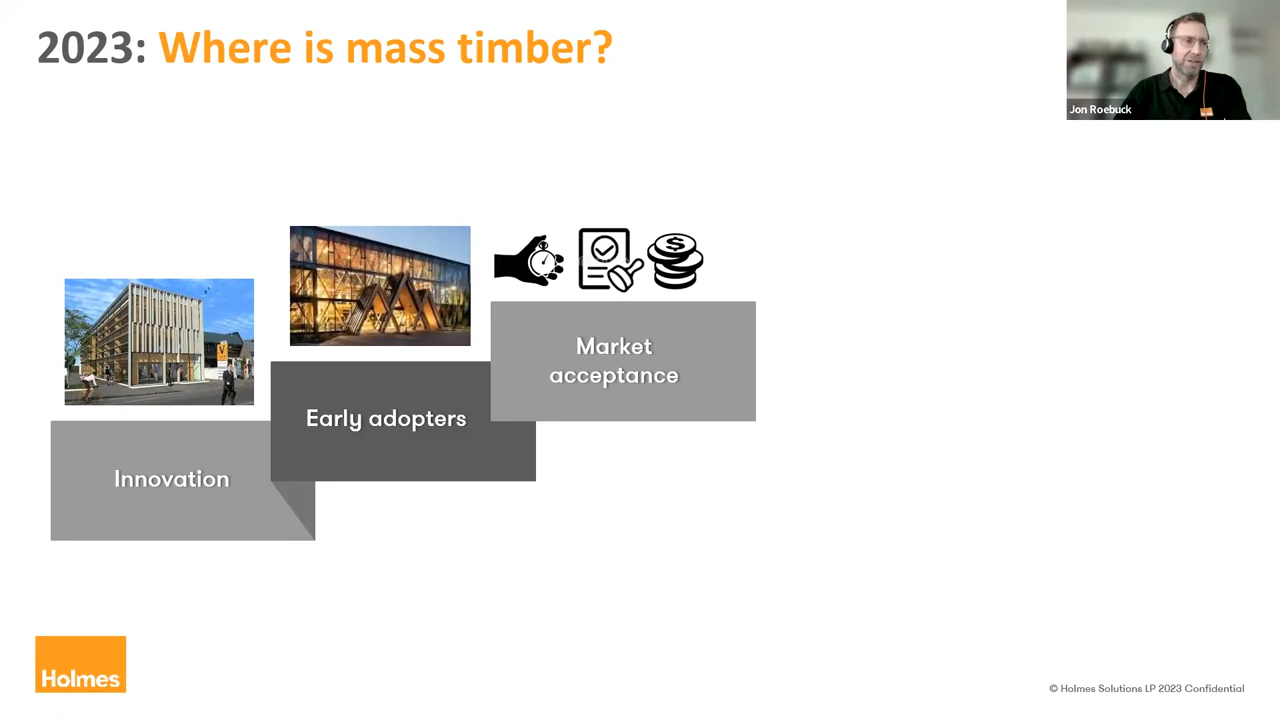 2023: Where is mass timber?
Jon Roebuck
$
Market
acceptance
Early adopters
Innovation
Holmes
© Holmes Solutions LP 2023 Confidential